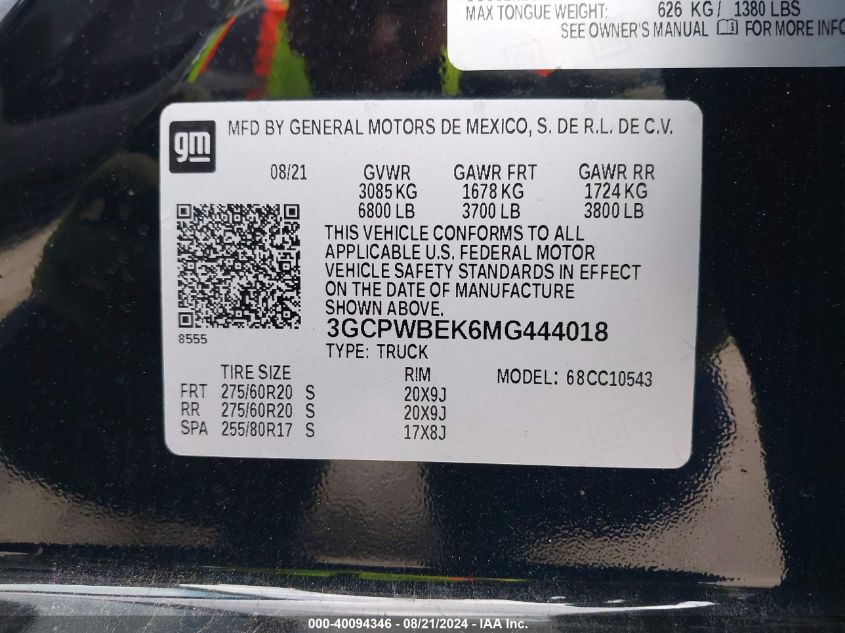 MAX TONGUE WEIGHT: 626 KG / 1380 LBS
SEE OWNER'S MANUAL FOR MORE INFO
gm
MFD BY GENERAL MOTORS DE MEXICO, S. DE R.L. DE C.V.
08/21 GVWR GAWR FRT GAWR RR
3085 KG 1678 KG 1724 KG
6800 LB 3700 LB 3800 LB
THIS VEHICLE CONFORMS TO ALL
APPLICABLE U.S. FEDERAL MOTOR
VEHICLE SAFETY STANDARDS IN EFFECT
ON THE DATE OF MANUFACTURE
SHOWN ABOVE.
3GCPWBEK6MG444018
8555
TYPE: TRUCK
TIRE SIZE RIM MODEL: 68CC10543
FRT 275/60R20 S 20X9J
RR 275/60R20 S 20X9J
SPA 255/80R17 S 17X8J
000-40094346 - 08/21/2024 - IAA Inc.